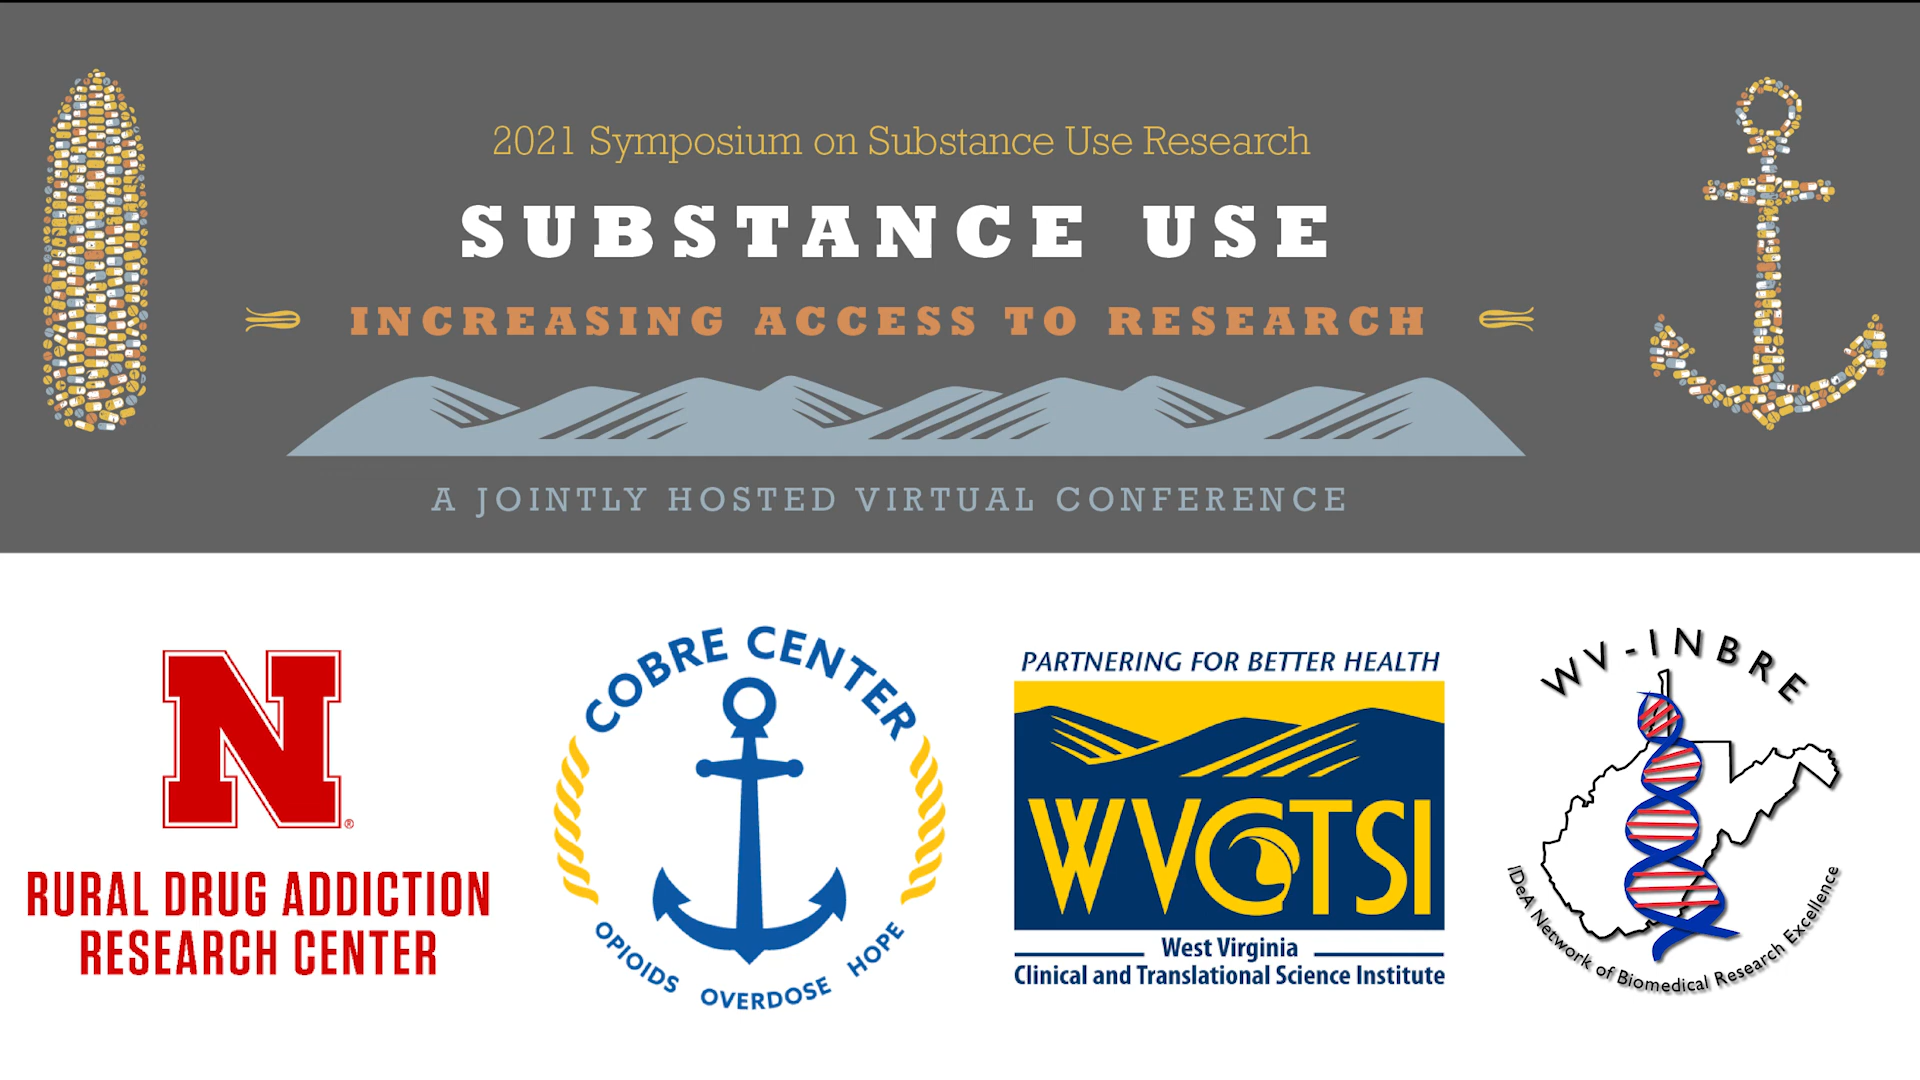 2021 Symposium on Substance Use Research
SUBSTANCE USE
INCREASING ACCESS TO RESEARCH
A JOINTLY HOSTED VIRTUAL CONFERENCE
N®
RURAL DRUG ADDICTION
RESEARCH CENTER
COBRE CENTER
OPIOIDS OVERDOSE HOPE
PARTNERING FOR BETTER HEALTH
WVCTSI
West Virginia
Clinical and Translational Science Institute
WV-INBRE
IDeA Network of Biomedical Research Excellence